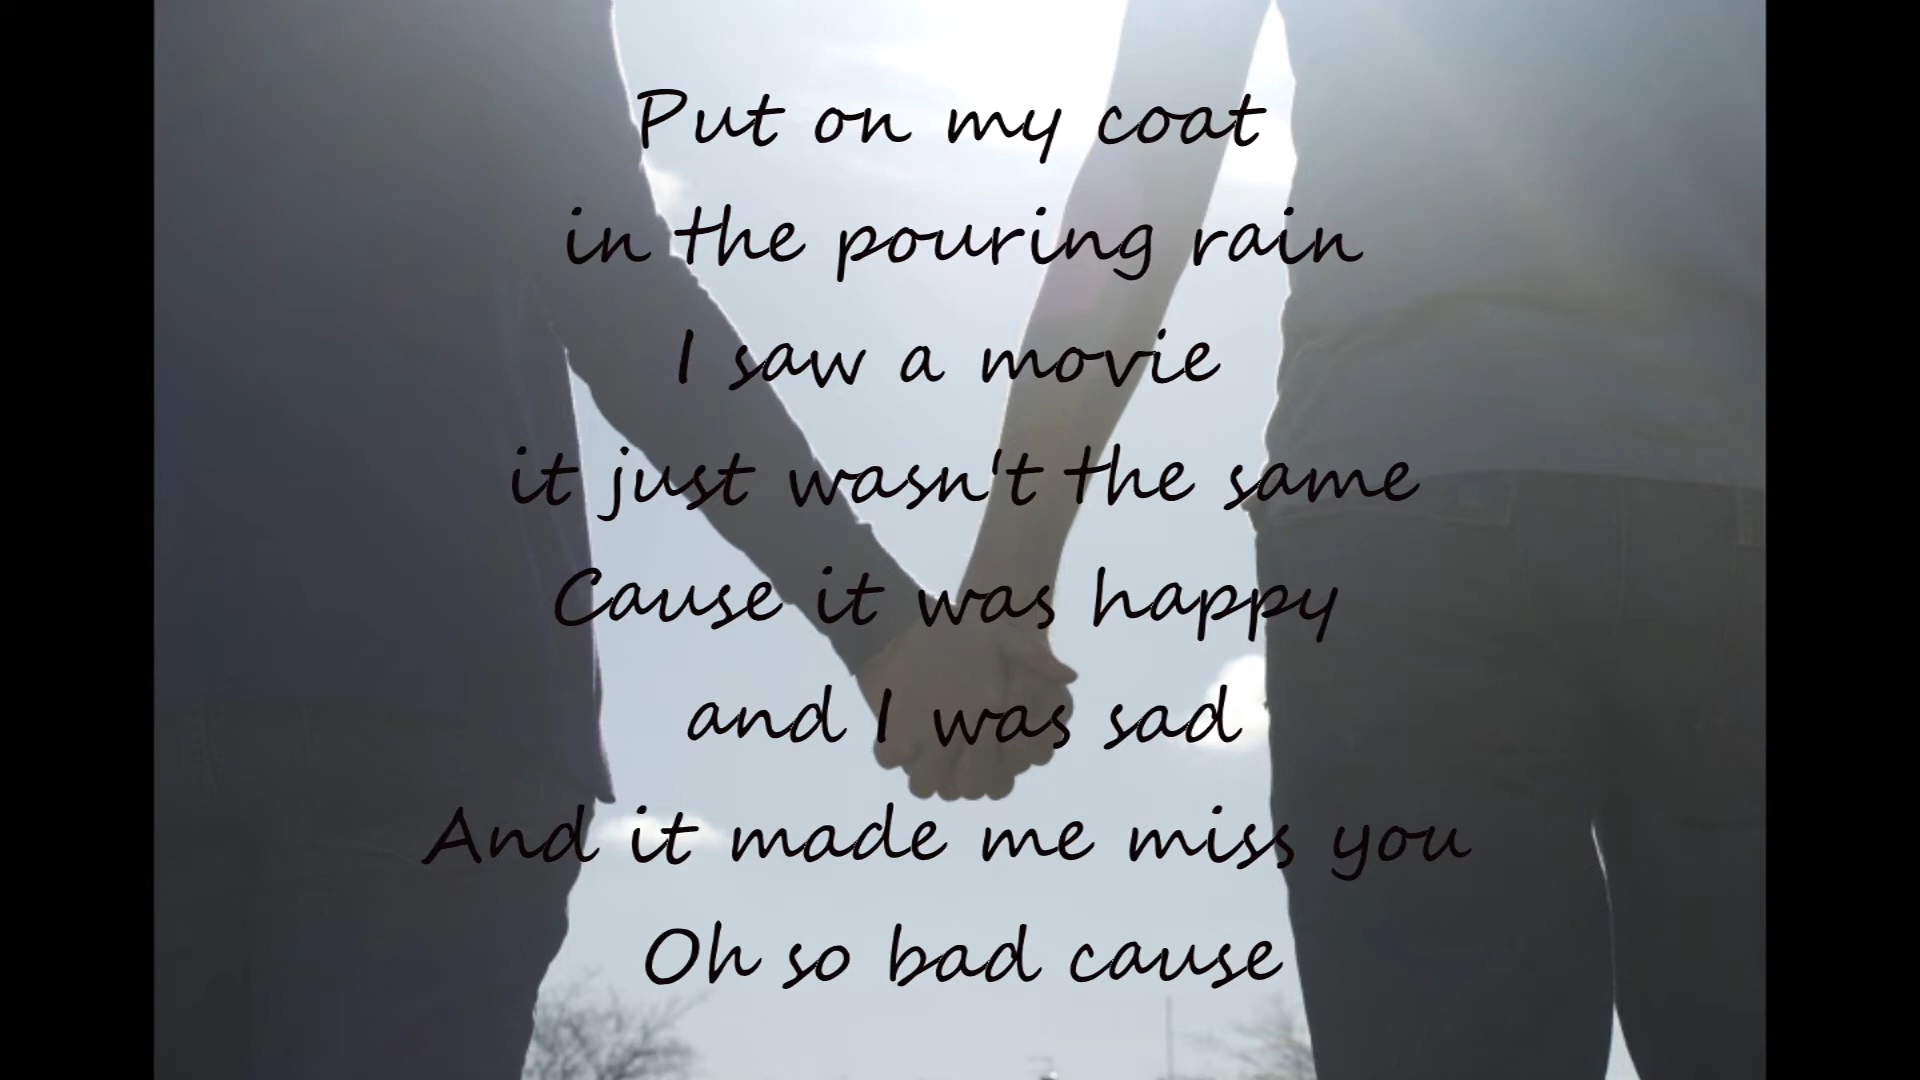 Put on my coat
in the pouring rain
I saw a movie
it just wasn't the same
Cause it was happy
and I was sad
And it made me miss you
Oh so bad cause